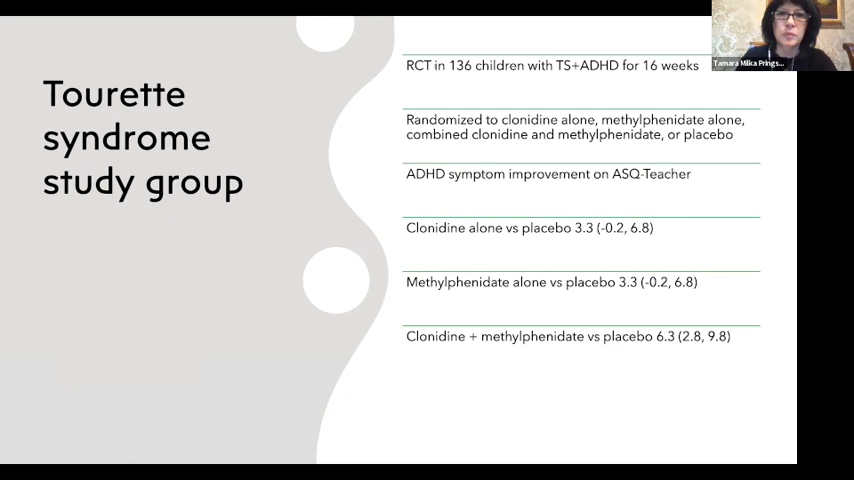 Tourette
syndrome
study group
RCT in 136 children with TS+ADHD for 16 weeks
Randomized to clonidine alone, methylphenidate alone,
combined clonidine and methylphenidate, or placebo
ADHD symptom improvement on ASQ-Teacher
Clonidine alone vs placebo 3.3 (-0.2, 6.8)
Methylphenidate alone vs placebo 3.3 (-0.2, 6.8)
Clonidine + methylphenidate vs placebo 6.3 (2.8, 9.8)
Tamara Milka Prings...